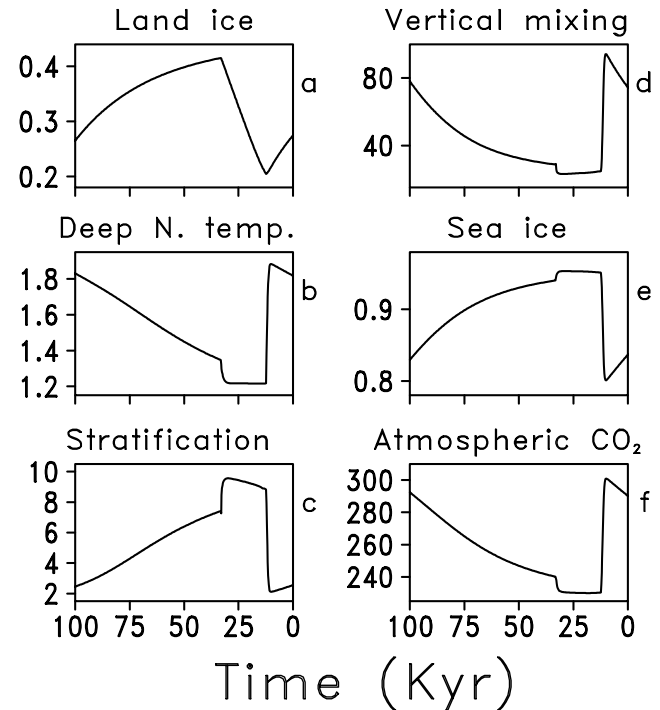 Land ice
0.4
0.3
0.2
a
Vertical mixing
80
40
d
Deep N. temp.
1.8
1.6
1.4
1.2
b
Sea ice
0.9
0.8
e
Stratification
10
8
6
4
2
c
100 75 50 25 0
Atmospheric CO₂
300
280
260
240
f
100 75 50 25 0
Time (Kyr)